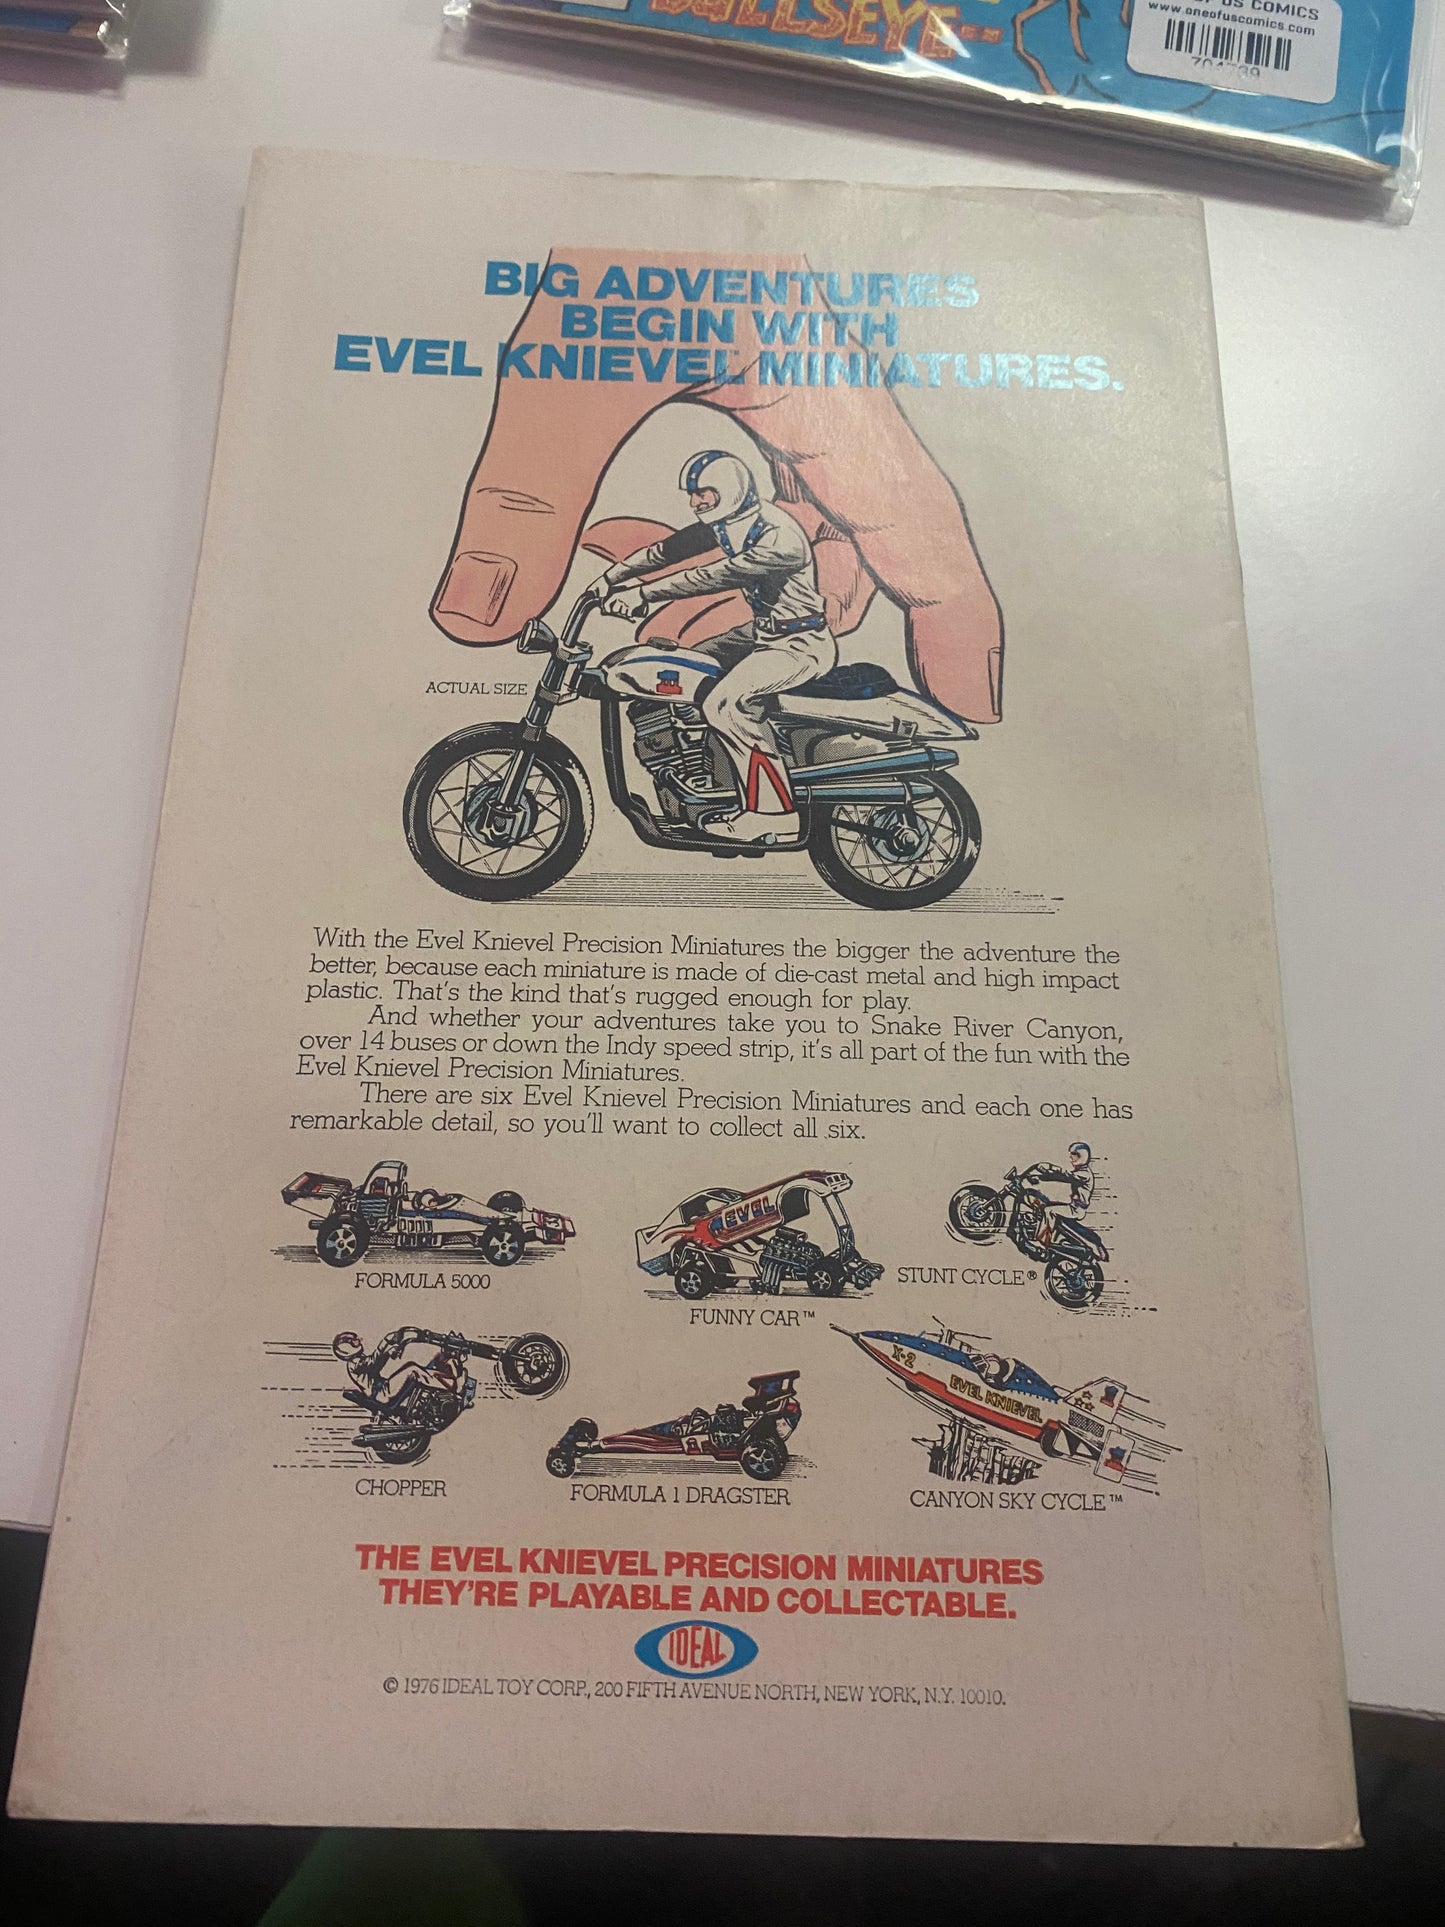 BULLSEYE--
US COMICS
www.oneofuscomics.com
BIG ADVENTURES
BEGIN WITH
EVEL KNIEVEL™ MINIATURES.
ACTUAL SIZE
With the Evel Knievel Precision Miniatures the bigger the adventure the
better, because each miniature is made of die-cast metal and high impact
plastic. That's the kind that's rugged enough for play.
And whether your adventures take you to Snake River Canyon,
over 14 buses or down the Indy speed strip, it's all part of the fun with the
Evel Knievel Precision Miniatures.
There are six Evel Knievel Precision Miniatures and each one has
remarkable detail, so you'll want to collect all six.
EVEL
FORMULA 5000
FUNNY CAR™
STUNT CYCLE®
X-2
EVEL KNIEVEL
CHOPPER
FORMULA 1 DRAGSTER
CANYON SKY CYCLE™
THE EVEL KNIEVEL PRECISION MINIATURES
THEY'RE PLAYABLE AND COLLECTABLE.
IDEAL
© 1976 IDEAL TOY CORP., 200 FIFTH AVENUE NORTH, NEW YORK, N.Y. 10010.